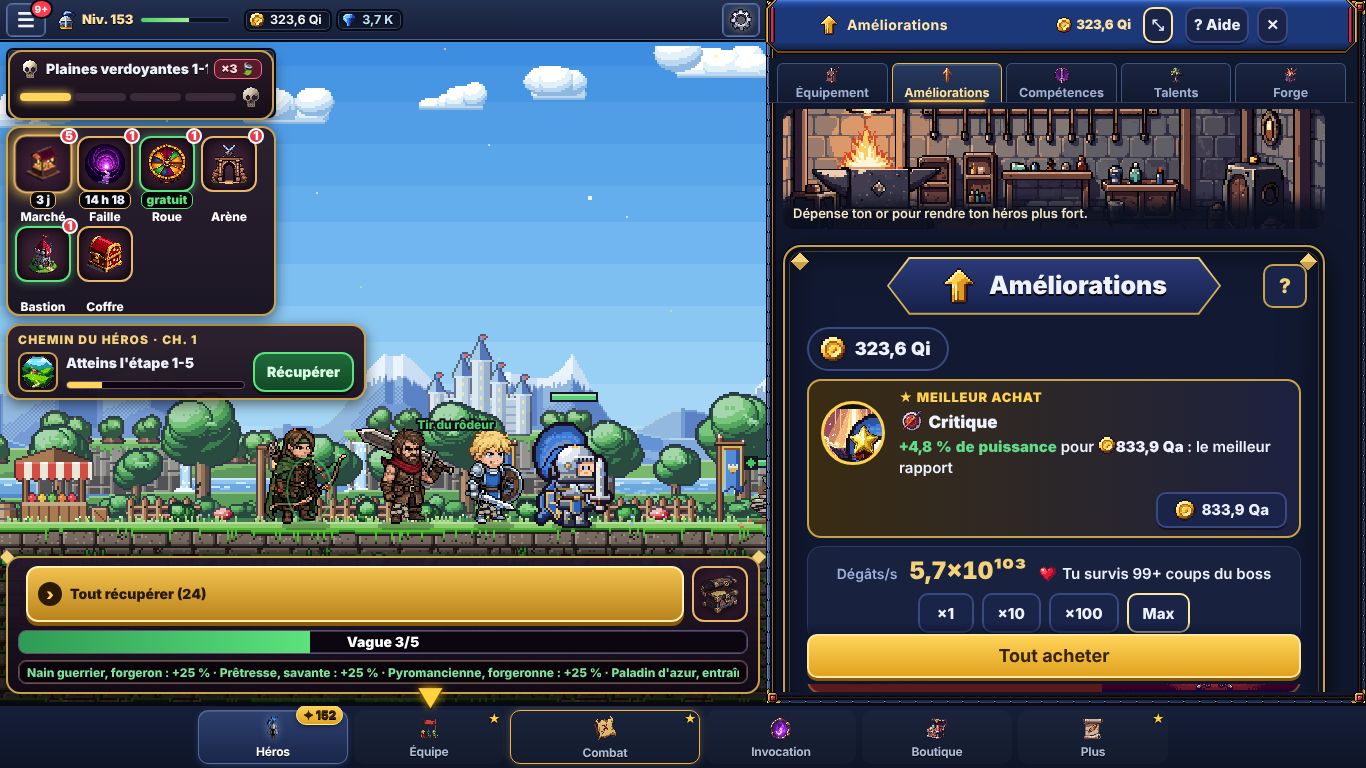 9+
Niv. 153
323,6 Qi
3,7 K
Plaines verdoyantes 1-1
×3
5
1
1
1
3 j
14 h 18
gratuit
Marché
Faille
Roue
Arène
1
Bastion
Coffre
CHEMIN DU HÉROS · CH. 1
Atteins l'étape 1-5
Récupérer
Tir du rôdeur
Tout récupérer (24)
Vague 3/5
Nain guerrier, forgeron : +25 % · Prêtresse, savante : +25 % · Pyromancienne, forgeronne : +25 % · Paladin d'azur, entraî
Améliorations
323,6 Qi
? Aide
Équipement
Améliorations
Compétences
Talents
Forge
Dépense ton or pour rendre ton héros plus fort.
Améliorations
?
323,6 Qi
★ MEILLEUR ACHAT
Critique
+4,8 % de puissance pour 833,9 Qa : le meilleur
rapport
833,9 Qa
Dégâts/s 5,7×10¹⁰³ Tu survis 99+ coups du boss
×1
×10
×100
Max
Tout acheter
152
Héros
Équipe
Combat
Invocation
Boutique
Plus